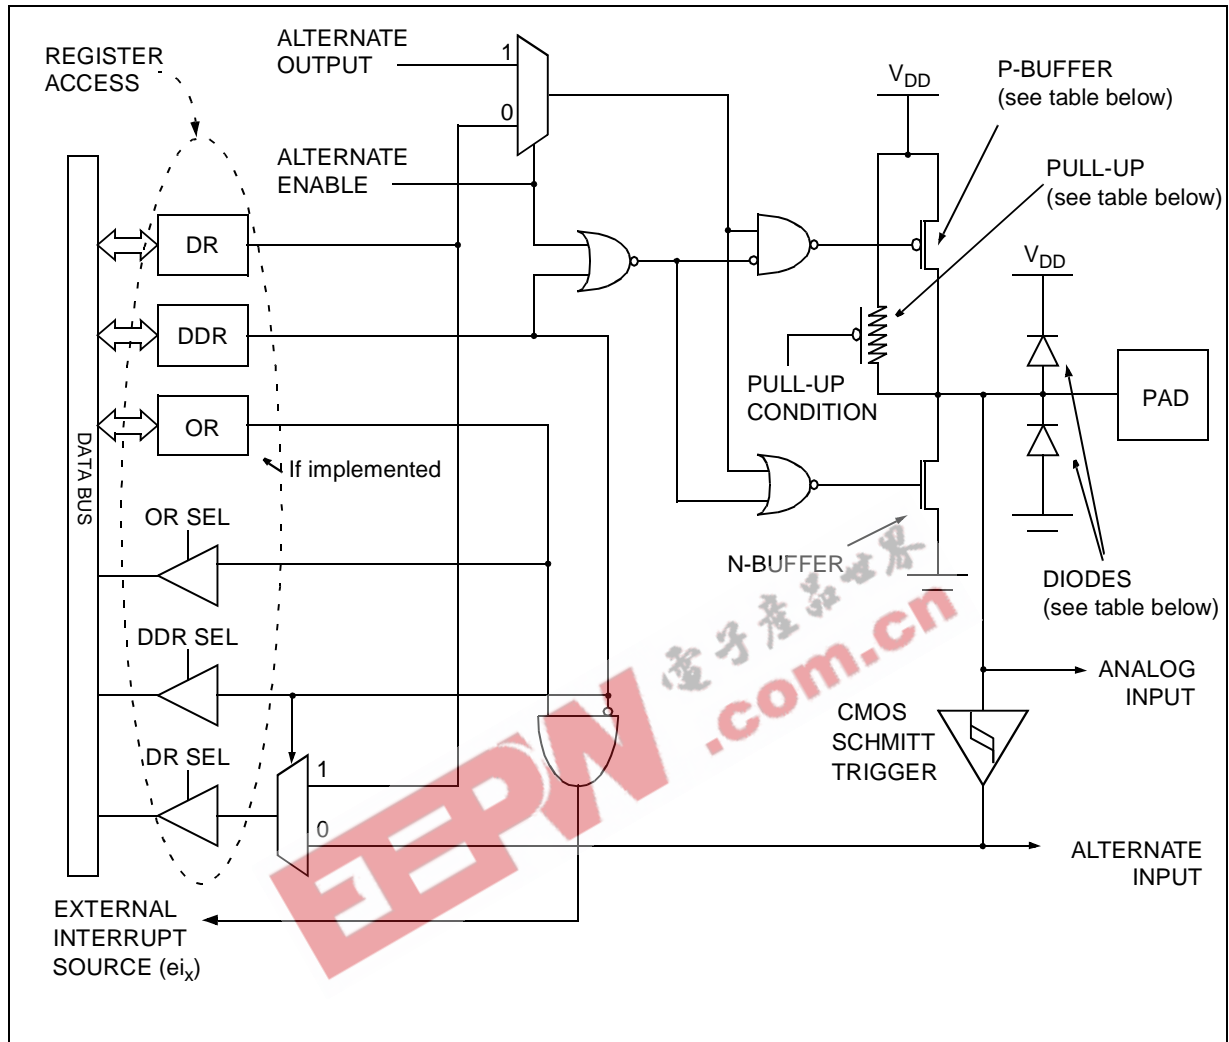 REGISTER
ACCESS
ALTERNATE
OUTPUT
1
0
ALTERNATE
ENABLE
VDD
P-BUFFER
(see table below)
PULL-UP
(see table below)
DR
DDR
OR
If implemented
DATA BUS
PULL-UP
CONDITION
VDD
PAD
OR SEL
DDR SEL
DR SEL
1
0
N-BUFFER
DIODES
(see table below)
ANALOG
INPUT
CMOS
SCHMITT
TRIGGER
ALTERNATE
INPUT
EXTERNAL
INTERRUPT
SOURCE (eix)
EEPW
.com.cn
電子產品世界